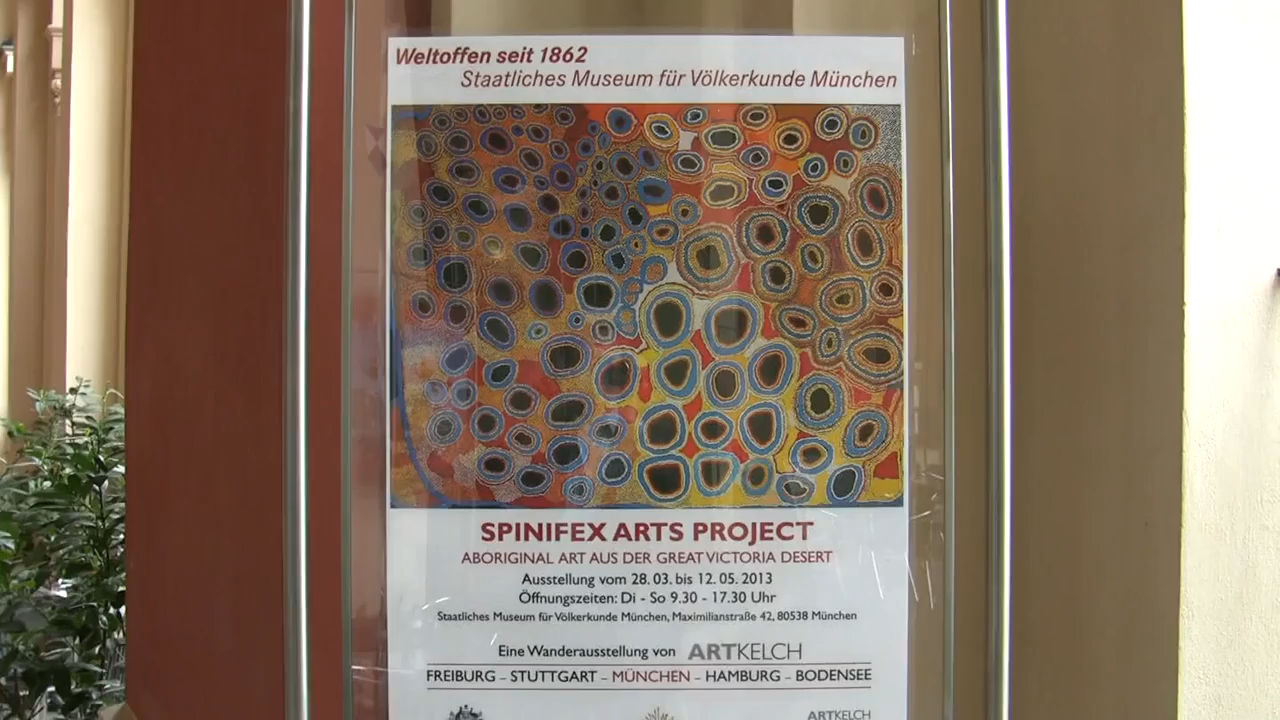 Weltoffen seit 1862
Staatliches Museum für Völkerkunde München
SPINIFEX ARTS PROJECT
ABORIGINAL ART AUS DER GREAT VICTORIA DESERT
Ausstellung vom 28. 03. bis 12. 05. 2013
Öffnungszeiten: Di - So 9.30 - 17.30 Uhr
Staatliches Museum für Völkerkunde München, Maximilianstraße 42, 80538 München
Eine Wanderausstellung von ARTKELCH
FREIBURG – STUTTGART – MÜNCHEN – HAMBURG – BODENSEE
ARTKELCH